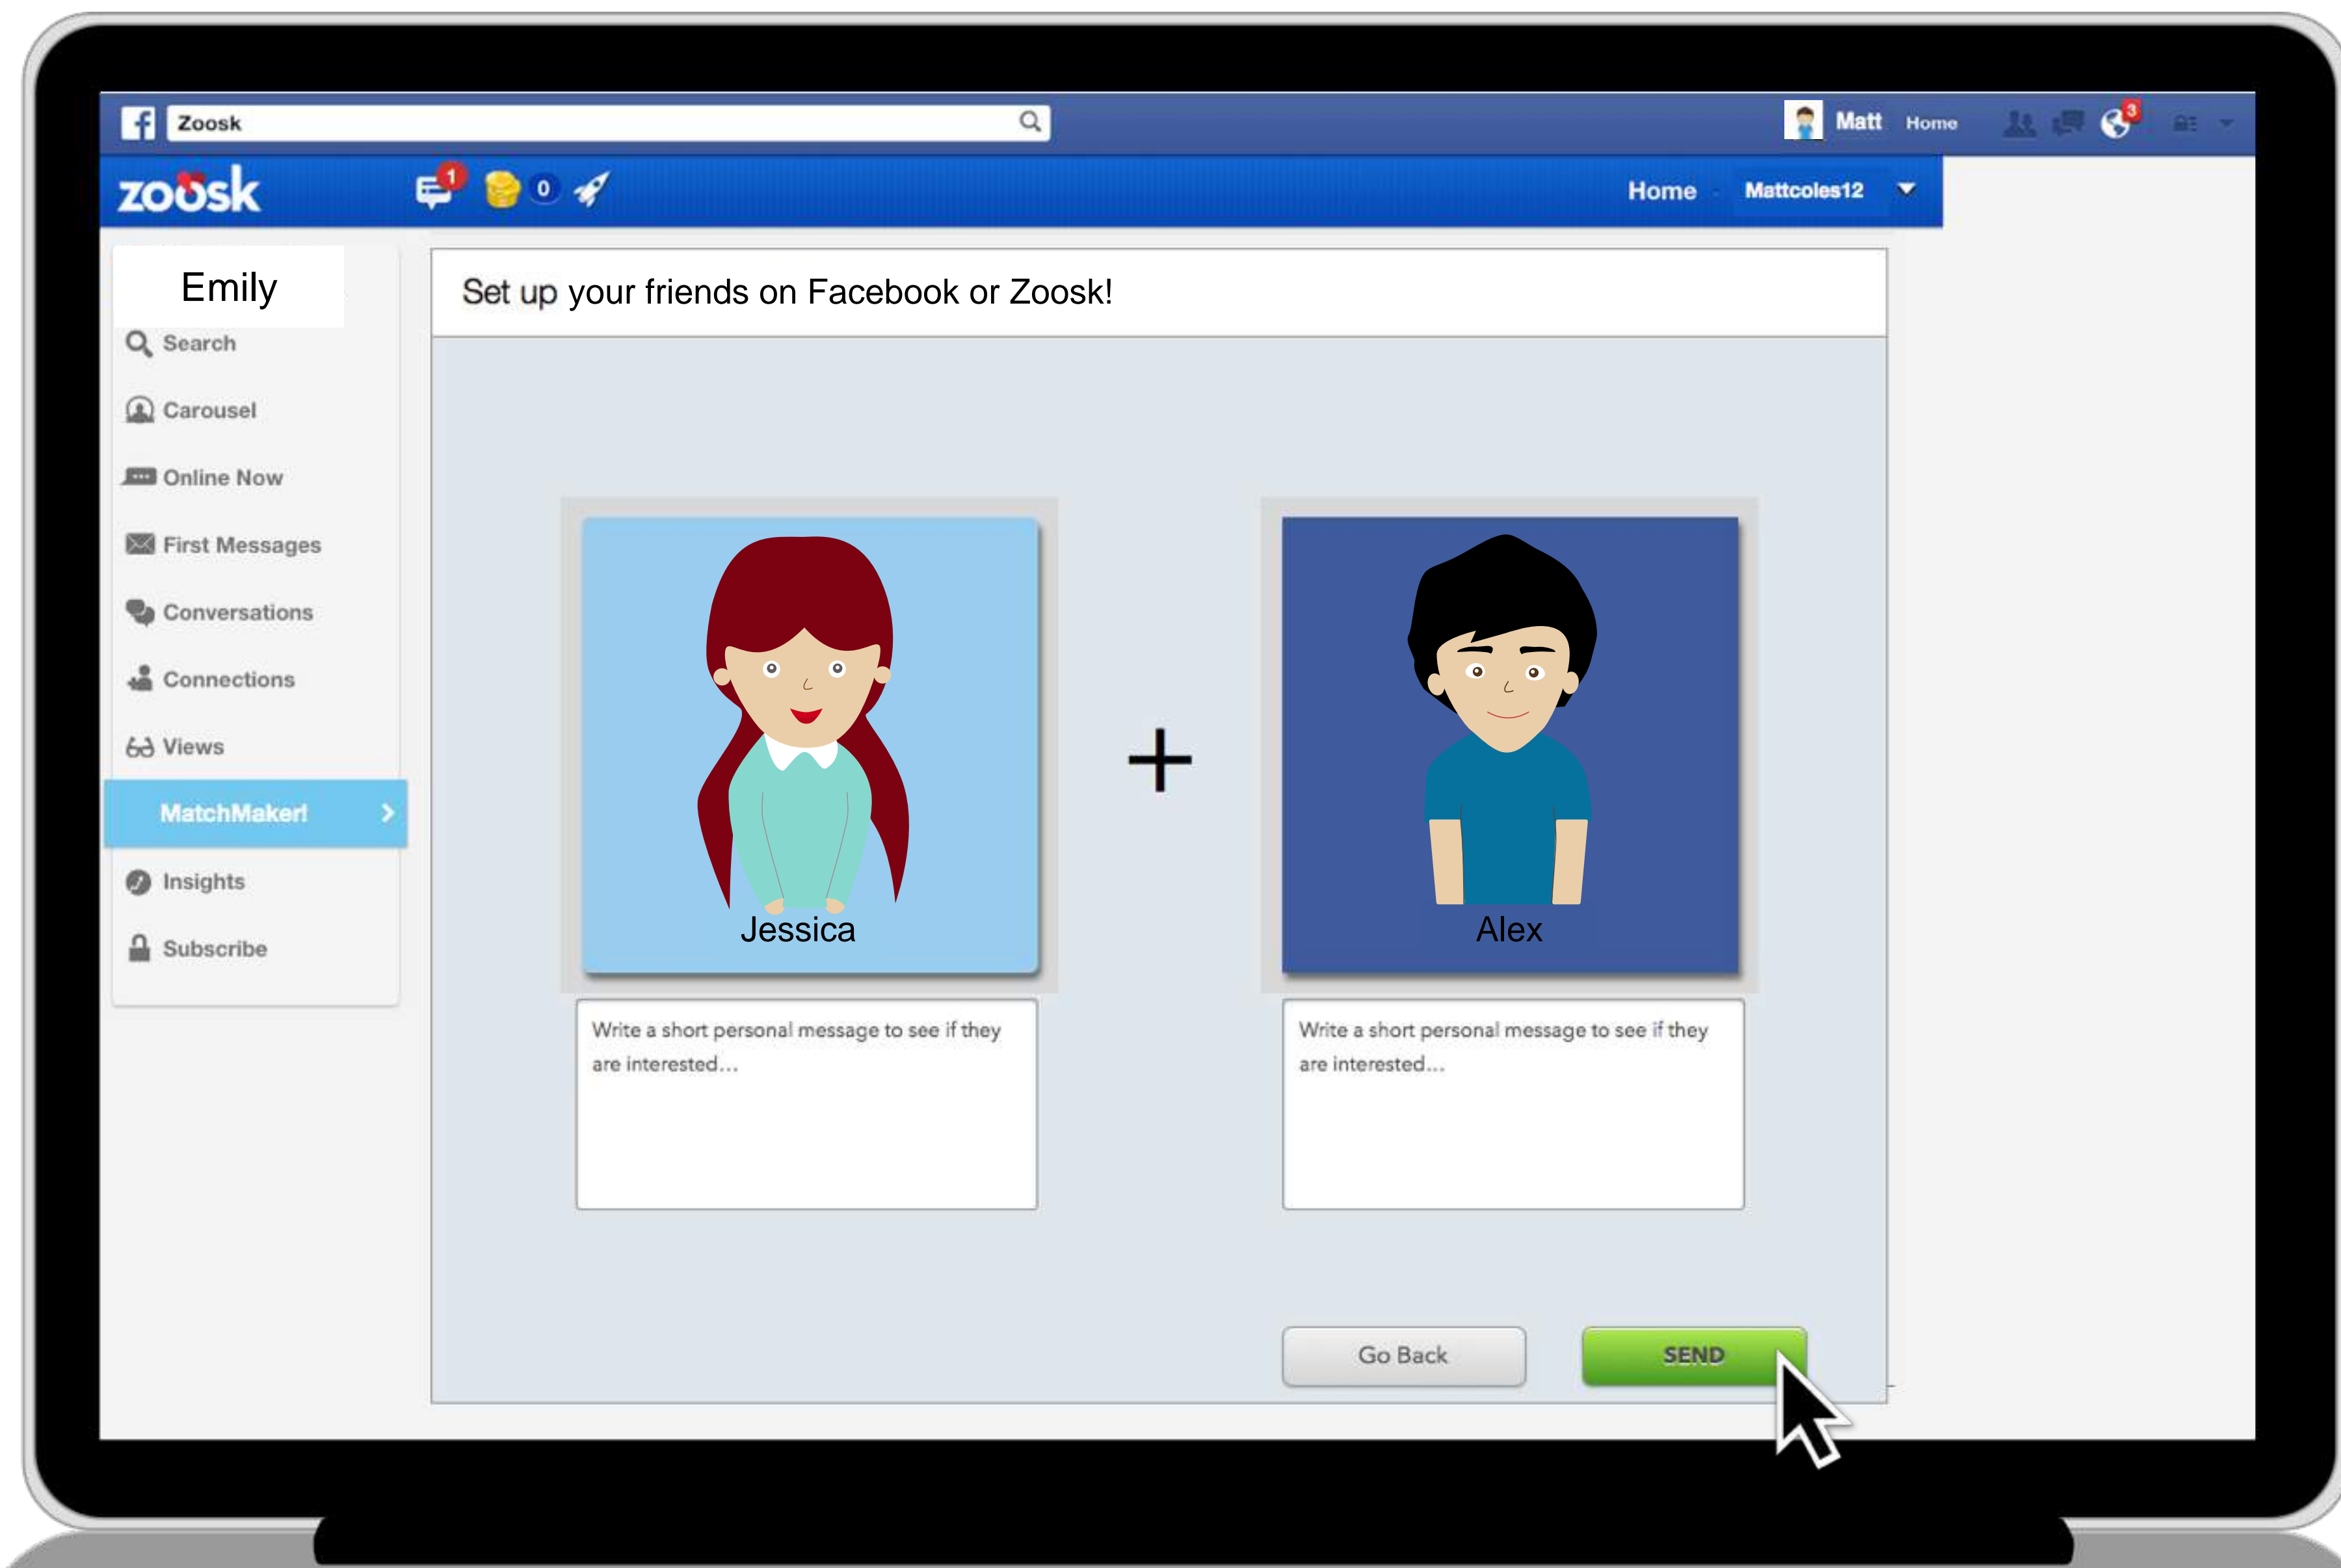 f Zoosk
Matt Home 3
zoosk 1 0 Home Mattcoles12
Emily
Set up your friends on Facebook or Zoosk!
Search
Carousel
Online Now
First Messages
Conversations
Connections
Views
MatchMaker!
Insights
Subscribe
+
Jessica
Alex
Write a short personal message to see if they
are interested...
Write a short personal message to see if they
are interested...
Go Back
SEND